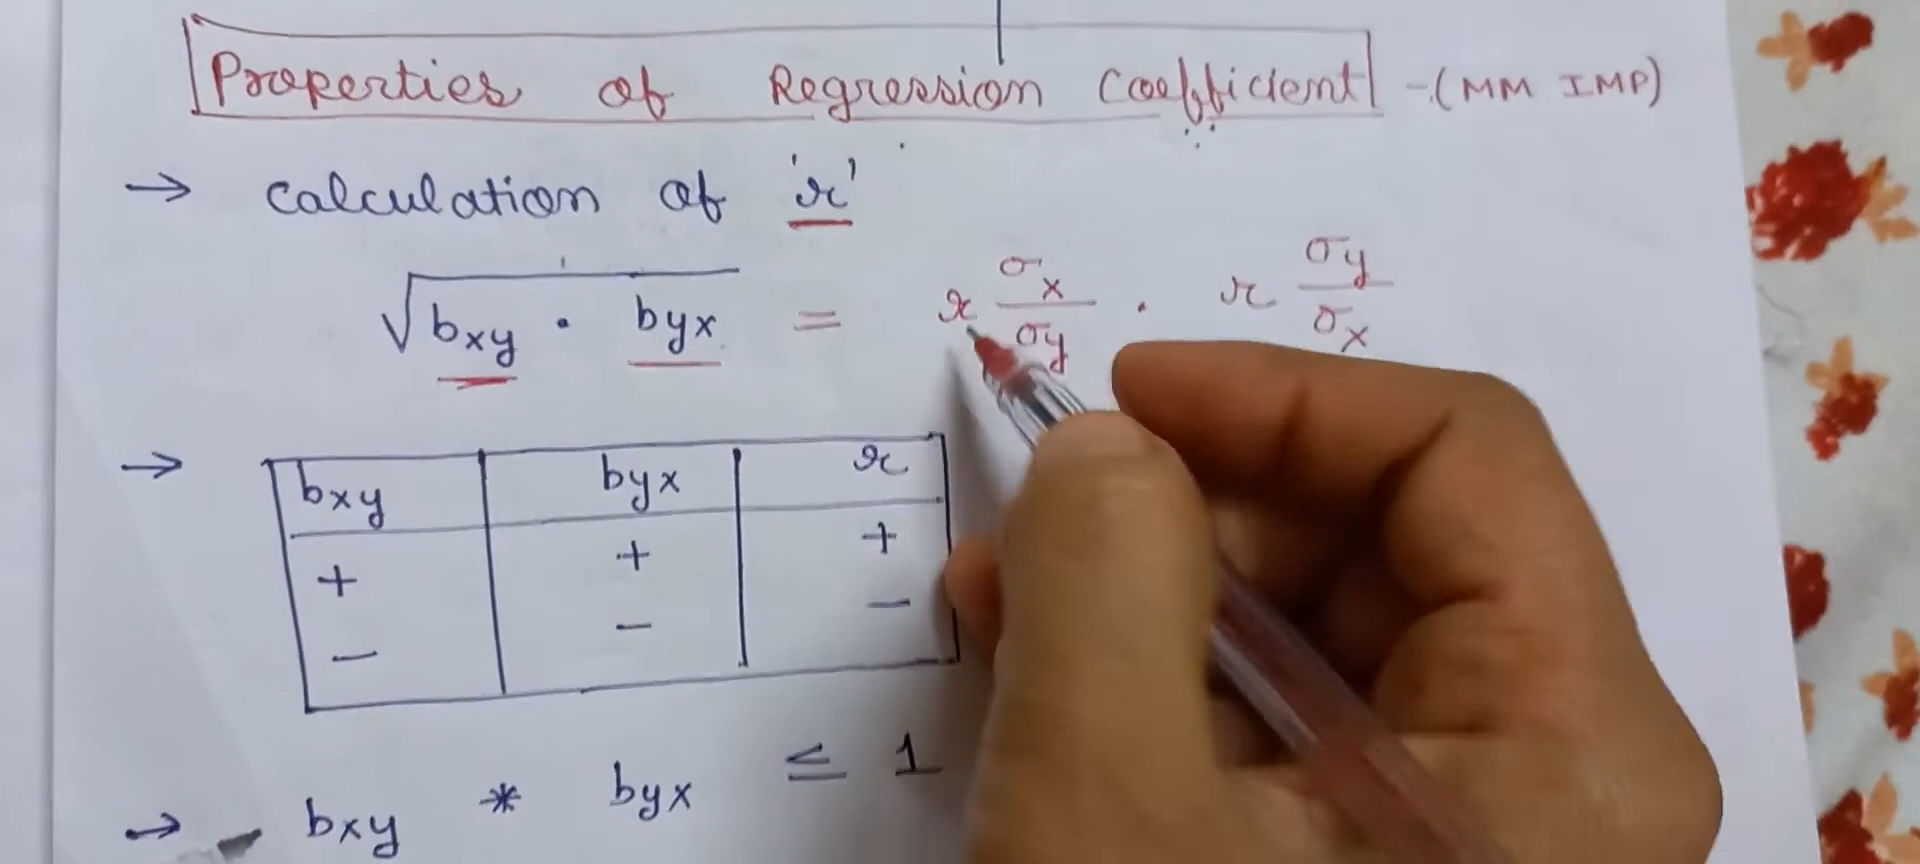 Properties of Regression Coefficient -(MM IMP)
→ Calculation of 'r'
√bxy · byx = r σx/σy · r σy/σx
→ bxy byx r
+ + +
- - -
→ bxy * byx ≤ 1